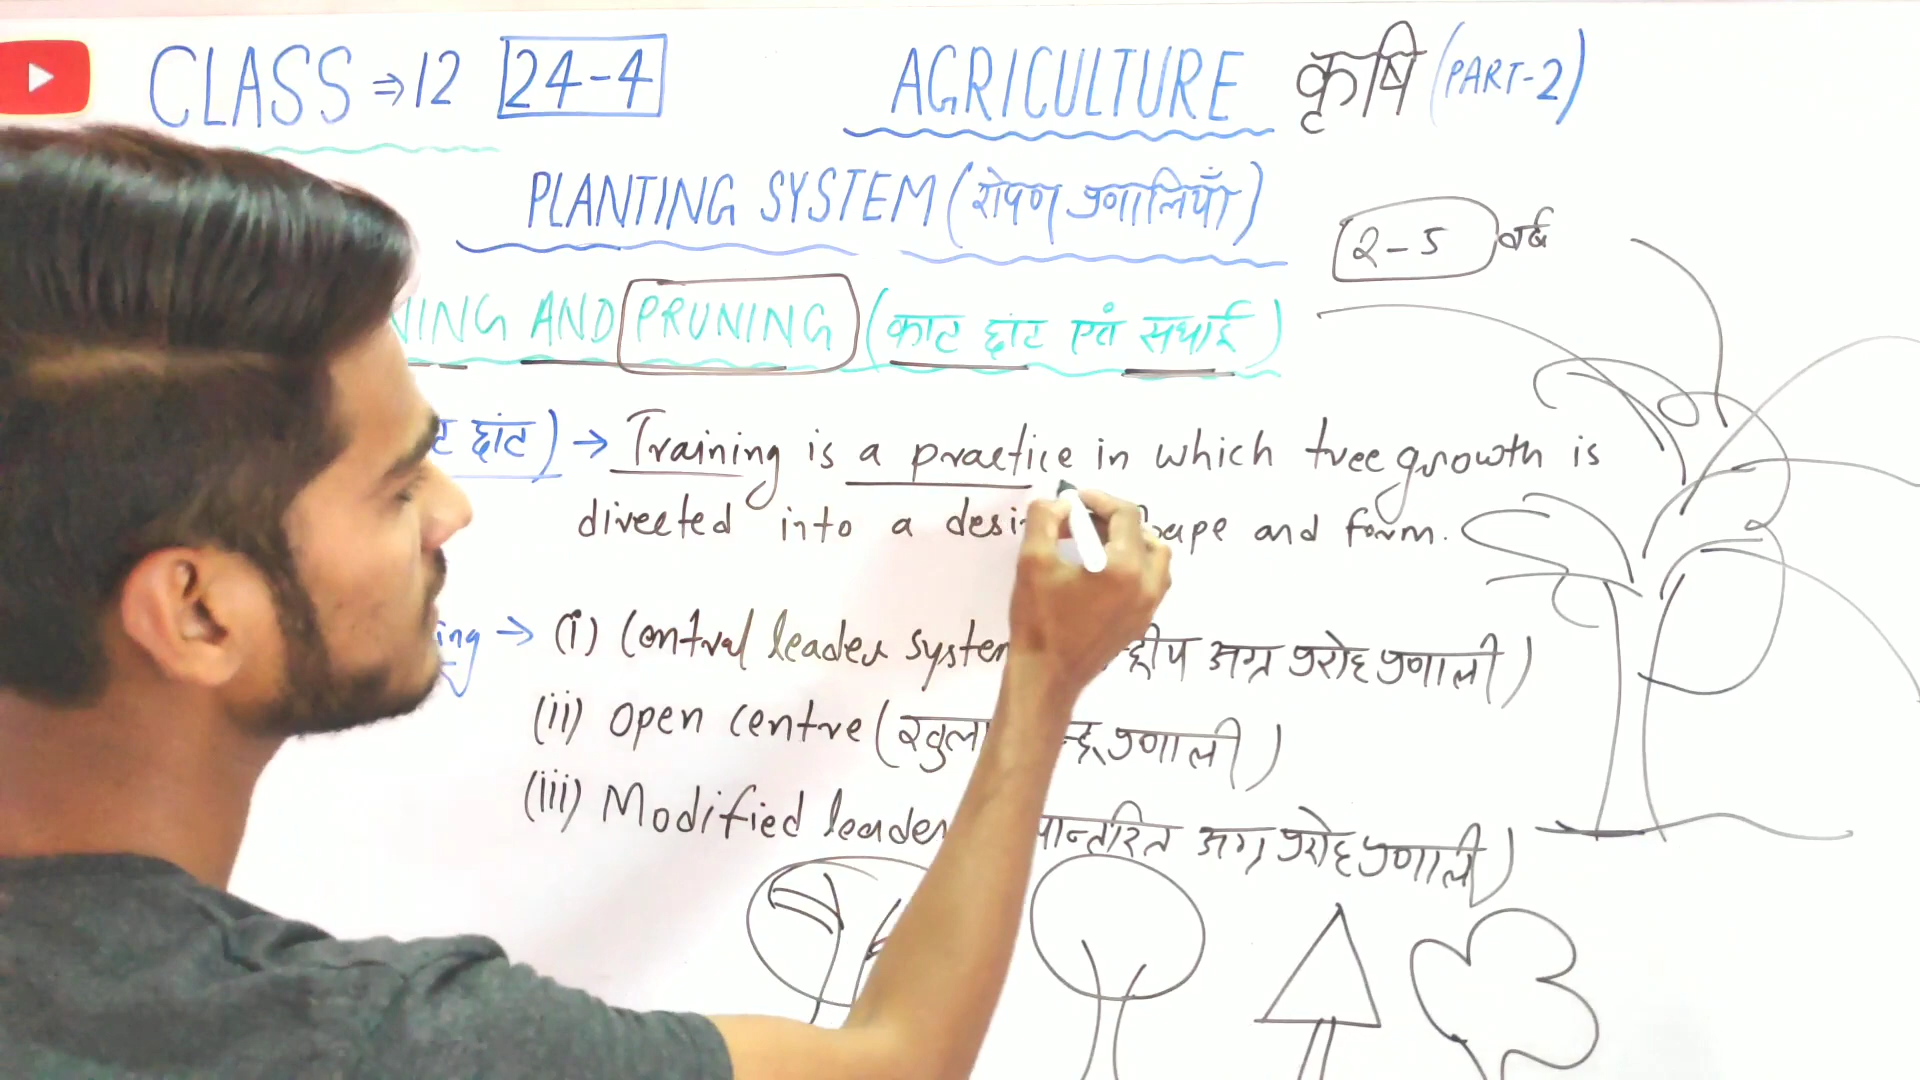 CLASS ⇒ 12 24-4 AGRICULTURE कृषि (PART-2)
PLANTING SYSTEM (रोपण प्रणालियाँ)
2-5 वर्ष
NING AND PRUNING (काट छांट एवं सधाई)
ट छांट) → Training is a practice in which tree growth is
directed into a desi ape and form.
ing → (i) Central leader system द्रीय अग्र प्ररोह प्रणाली)
(ii) open centre (खुला न्द्र प्रणाली)
(iii) Modified leader पान्तरित अग्र प्ररोह प्रणाली)